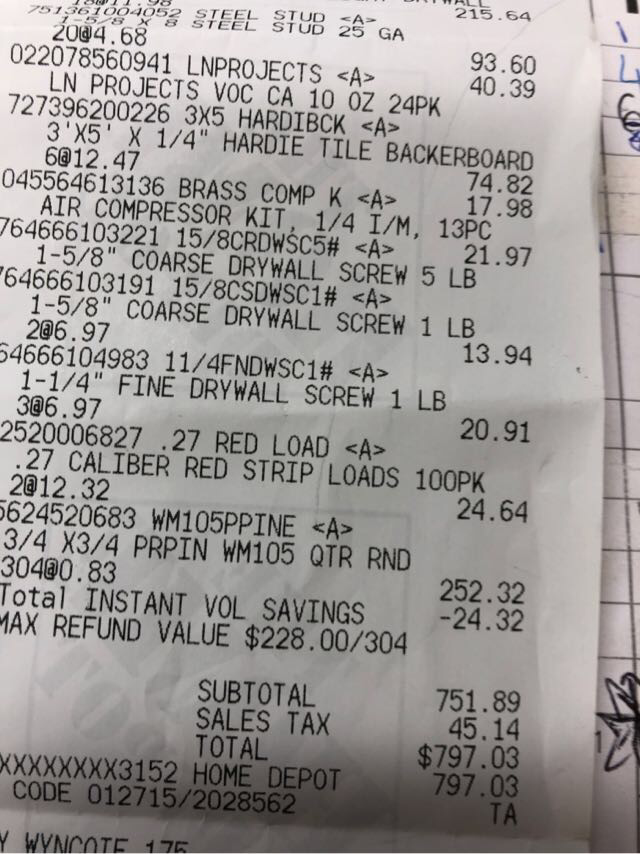 18@11.98 215.64
751361004052 STEEL STUD <A>
1-5/8 X 8 STEEL STUD 25 GA
20@4.68 93.60
022078560941 LNPROJECTS <A> 40.39
LN PROJECTS VOC CA 10 OZ 24PK
727396200226 3X5 HARDIBCK <A>
3'X5' X 1/4" HARDIE TILE BACKERBOARD
6@12.47 74.82
045564613136 BRASS COMP K <A> 17.98
AIR COMPRESSOR KIT, 1/4 I/M, 13PC
764666103221 15/8CRDWSC5# <A> 21.97
1-5/8" COARSE DRYWALL SCREW 5 LB
764666103191 15/8CSDWSC1# <A>
1-5/8" COARSE DRYWALL SCREW 1 LB
2@6.97 13.94
64666104983 11/4FNDWSC1# <A>
1-1/4" FINE DRYWALL SCREW 1 LB
3@6.97 20.91
2520006827 .27 RED LOAD <A>
.27 CALIBER RED STRIP LOADS 100PK
2@12.32 24.64
5624520683 WM105PPINE <A>
3/4 X3/4 PRPIN WM105 QTR RND
304@0.83 252.32
Total INSTANT VOL SAVINGS -24.32
MAX REFUND VALUE $228.00/304
SUBTOTAL 751.89
SALES TAX 45.14
TOTAL $797.03
XXXXXXXX3152 HOME DEPOT 797.03
CODE 012715/2028562 TA
Y WYNCOTE 175